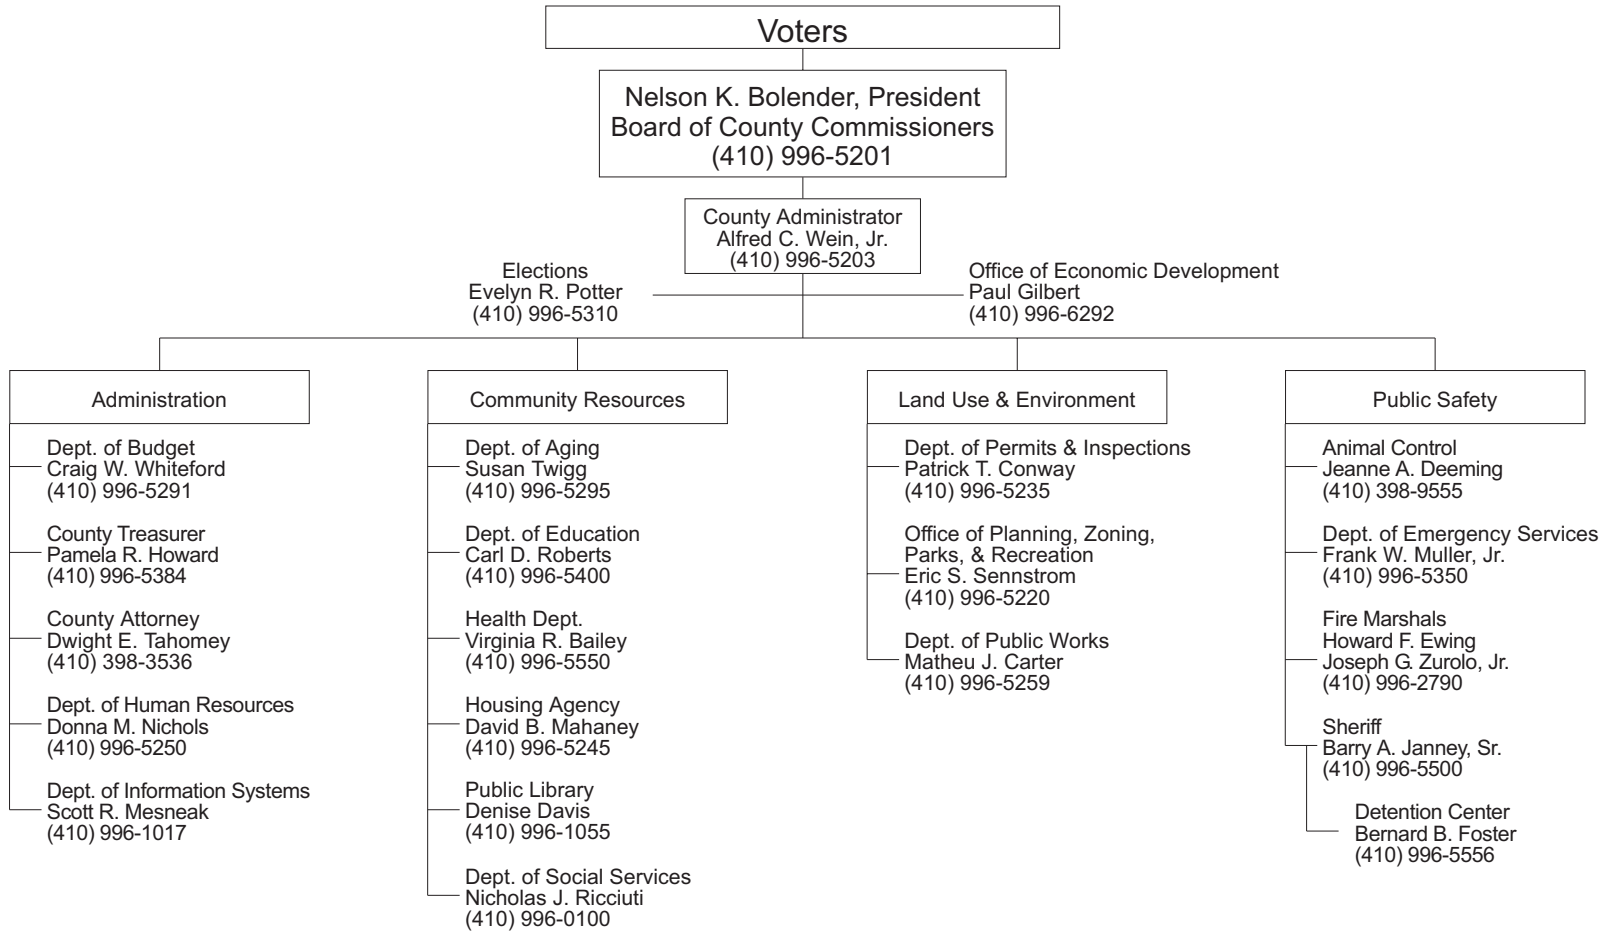 Voters
Nelson K. Bolender, President
Board of County Commissioners
(410) 996-5201
County Administrator
Alfred C. Wein, Jr.
(410) 996-5203
Elections
Evelyn R. Potter
(410) 996-5310
Office of Economic Development
Paul Gilbert
(410) 996-6292
Administration
Dept. of Budget
Craig W. Whiteford
(410) 996-5291
County Treasurer
Pamela R. Howard
(410) 996-5384
County Attorney
Dwight E. Tahomey
(410) 398-3536
Dept. of Human Resources
Donna M. Nichols
(410) 996-5250
Dept. of Information Systems
Scott R. Mesneak
(410) 996-1017
Community Resources
Dept. of Aging
Susan Twigg
(410) 996-5295
Dept. of Education
Carl D. Roberts
(410) 996-5400
Health Dept.
Virginia R. Bailey
(410) 996-5550
Housing Agency
David B. Mahaney
(410) 996-5245
Public Library
Denise Davis
(410) 996-1055
Dept. of Social Services
Nicholas J. Ricciuti
(410) 996-0100
Land Use & Environment
Dept. of Permits & Inspections
Patrick T. Conway
(410) 996-5235
Office of Planning, Zoning,
Parks, & Recreation
Eric S. Sennstrom
(410) 996-5220
Dept. of Public Works
Matheu J. Carter
(410) 996-5259
Public Safety
Animal Control
Jeanne A. Deeming
(410) 398-9555
Dept. of Emergency Services
Frank W. Muller, Jr.
(410) 996-5350
Fire Marshals
Howard F. Ewing
Joseph G. Zurolo, Jr.
(410) 996-2790
Sheriff
Barry A. Janney, Sr.
(410) 996-5500
Detention Center
Bernard B. Foster
(410) 996-5556